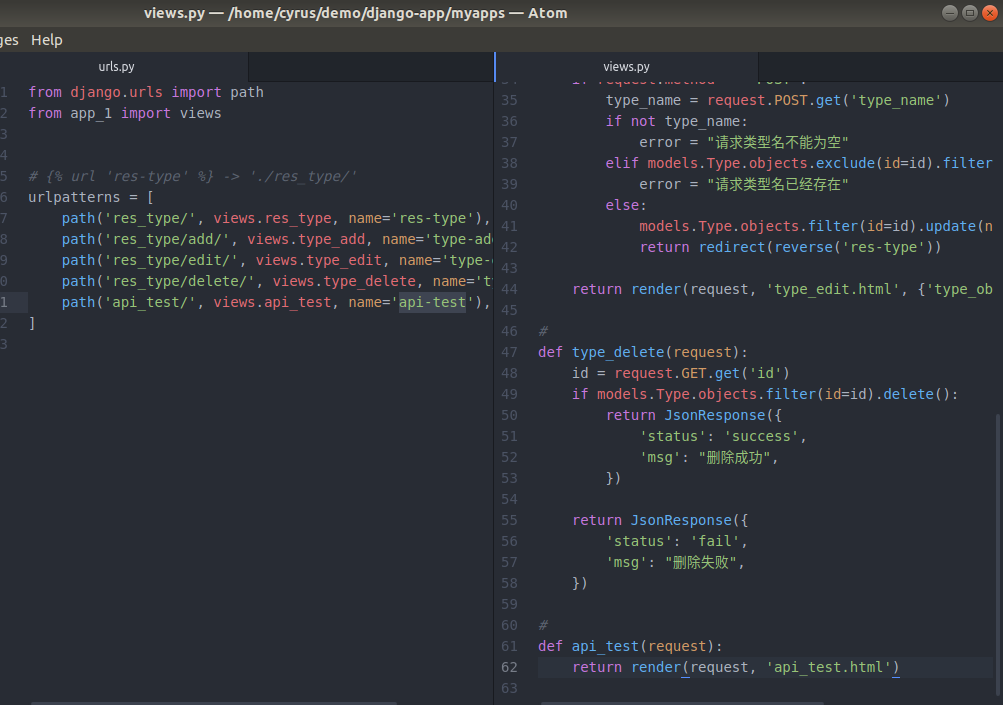 views.py — /home/cyrus/demo/django-app/myapps — Atom
ges Help
urls.py
1 from django.urls import path
2 from app_1 import views
3
4
5 # {% url 'res-type' %} -> './res_type/'
6 urlpatterns = [
7 path('res_type/', views.res_type, name='res-type'),
8 path('res_type/add/', views.type_add, name='type-ad
9 path('res_type/edit/', views.type_edit, name='type-
0 path('res_type/delete/', views.type_delete, name='t
1 path('api_test/', views.api_test, name='api-test'),
2 ]
3
views.py
35 type_name = request.POST.get('type_name')
36 if not type_name:
37 error = "请求类型名不能为空"
38 elif models.Type.objects.exclude(id=id).filter
39 error = "请求类型名已经存在"
40 else:
41 models.Type.objects.filter(id=id).update(n
42 return redirect(reverse('res-type'))
43
44 return render(request, 'type_edit.html', {'type_ob
45
46 #
47 def type_delete(request):
48 id = request.GET.get('id')
49 if models.Type.objects.filter(id=id).delete():
50 return JsonResponse({
51 'status': 'success',
52 'msg': "删除成功",
53 })
54
55 return JsonResponse({
56 'status': 'fail',
57 'msg': "删除失败",
58 })
59
60 #
61 def api_test(request):
62 return render(request, 'api_test.html')
63